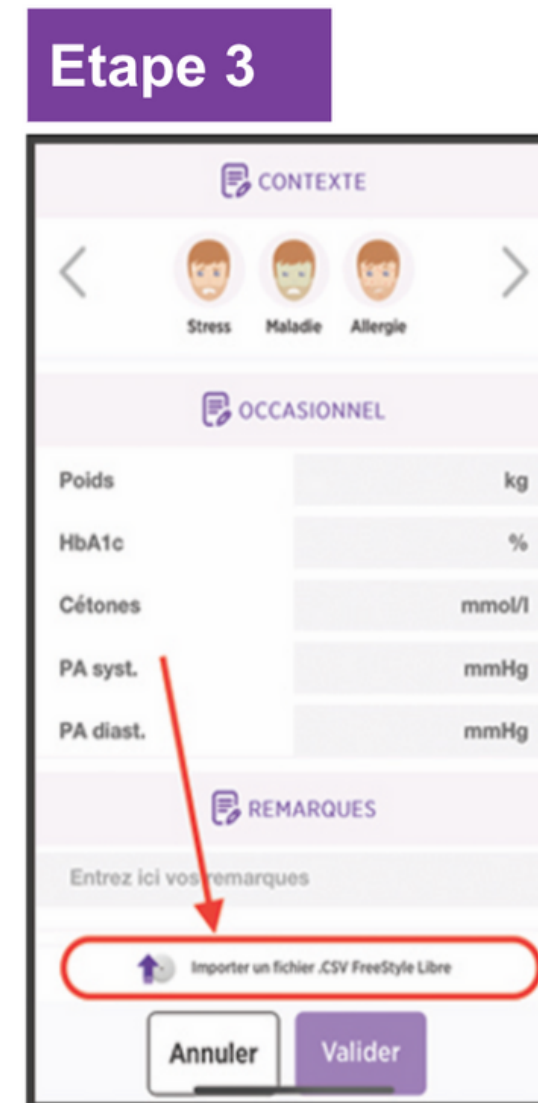 Etape 3
CONTEXTE
Stress Maladie Allergie
OCCASIONNEL
Poids kg
HbA1c %
Cétones mmol/l
PA syst. mmHg
PA diast. mmHg
REMARQUES
Entrez ici vos remarques
Importer un fichier .CSV FreeStyle Libre
Annuler Valider